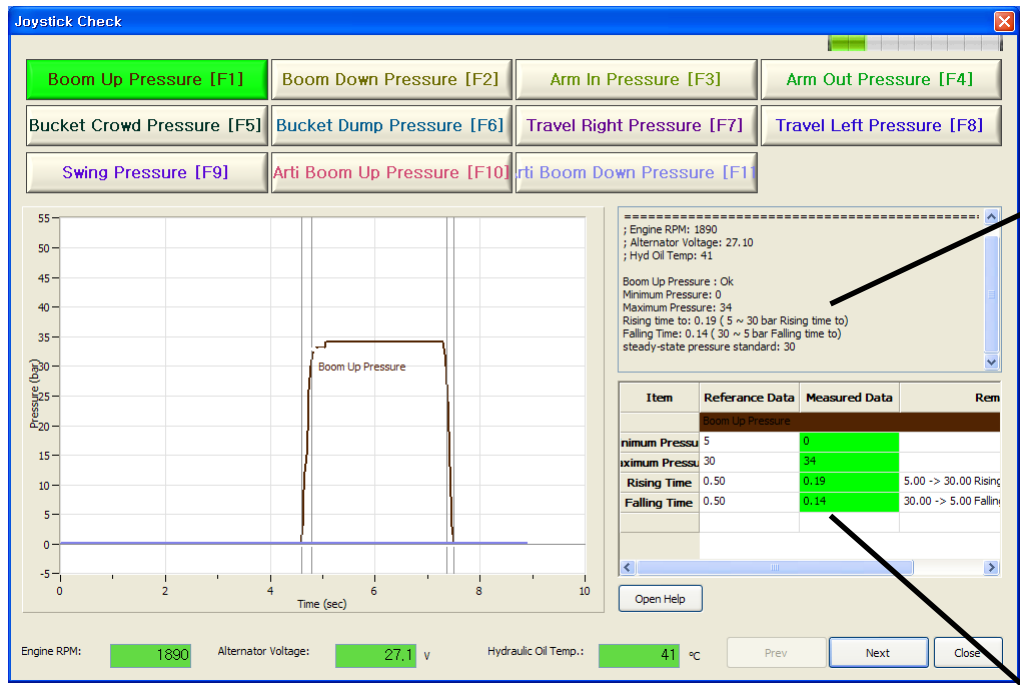 Joystick Check
Boom Up Pressure [F1] Boom Down Pressure [F2] Arm In Pressure [F3] Arm Out Pressure [F4]
Bucket Crowd Pressure [F5] Bucket Dump Pressure [F6] Travel Right Pressure [F7] Travel Left Pressure [F8]
Swing Pressure [F9] Arti Boom Up Pressure [F10] rti Boom Down Pressure [F11
==============================================
; Engine RPM: 1890
; Alternator Voltage: 27.10
; Hyd Oil Temp: 41
Boom Up Pressure : Ok
Minimum Pressure: 0
Maximum Pressure: 34
Rising time to: 0.19 ( 5 ~ 30 bar Rising time to)
Falling Time: 0.14 ( 30 ~ 5 bar Falling time to)
steady-state pressure standard: 30
55
50
45
40
35
30
25
20
15
10
5
0
-5
Pressure (bar)
Boom Up Pressure
0 2 4 6 8 10
Time (sec)
Item Referance Data Measured Data Rem
Boom Up Pressure
nimum Pressu 5 0
ximum Pressu 30 34
Rising Time 0.50 0.19 5.00 -> 30.00 Rising
Falling Time 0.50 0.14 30.00 -> 5.00 Falling
Open Help
Engine RPM: 1890 Alternator Voltage: 27.1 V Hydraulic Oil Temp.: 41 °C Prev Next Close